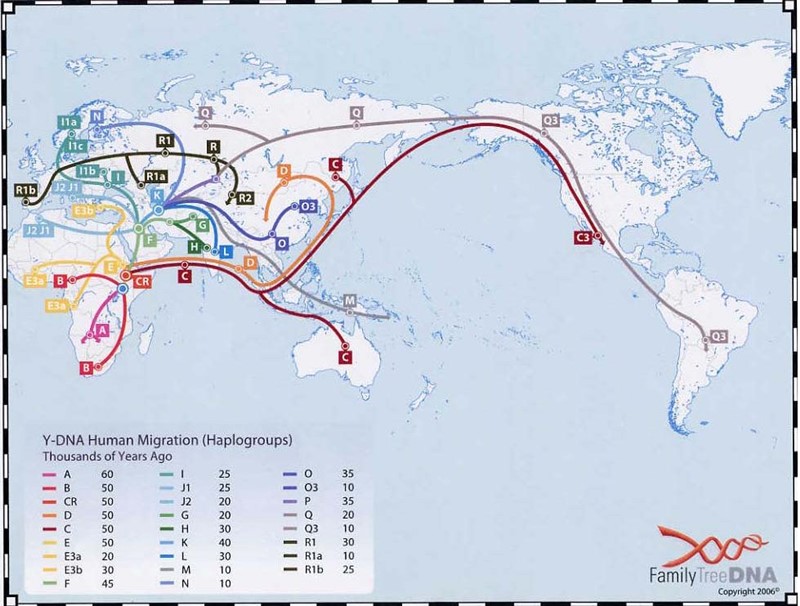 N
I1a
I1c
Q
Q
Q3
R1
R
I1b
I
R1a
R1b
J2 J1
K
R2
D
C
E3b
O3
G
J2 J1
F
H
L
O
C3
E
D
E3a
B
CR
C
E3a
M
A
Q3
B
C
Y-DNA Human Migration (Haplogroups)
Thousands of Years Ago
A 60 I 25 O 35
B 50 J1 25 O3 10
CR 50 J2 20 P 35
D 50 G 20 Q 20
C 50 H 30 Q3 10
E 50 K 40 R1 30
E3a 20 L 30 R1a 10
E3b 30 M 10 R1b 25
F 45 N 10
FamilyTreeDNA
Copyright 2006©